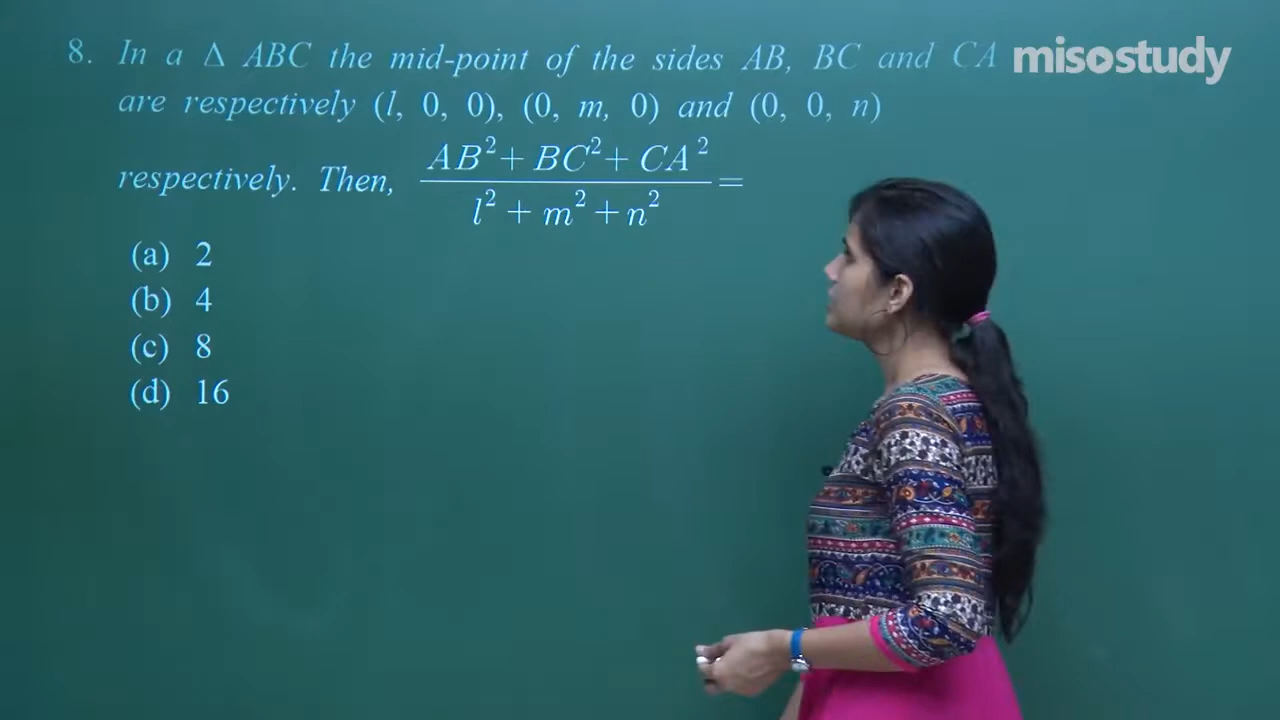 8. In a Δ ABC the mid-point of the sides AB, BC and CA
misostudy
are respectively (l, 0, 0), (0, m, 0) and (0, 0, n)
respectively. Then, (AB² + BC² + CA²)/(l² + m² + n²) =
(a) 2
(b) 4
(c) 8
(d) 16